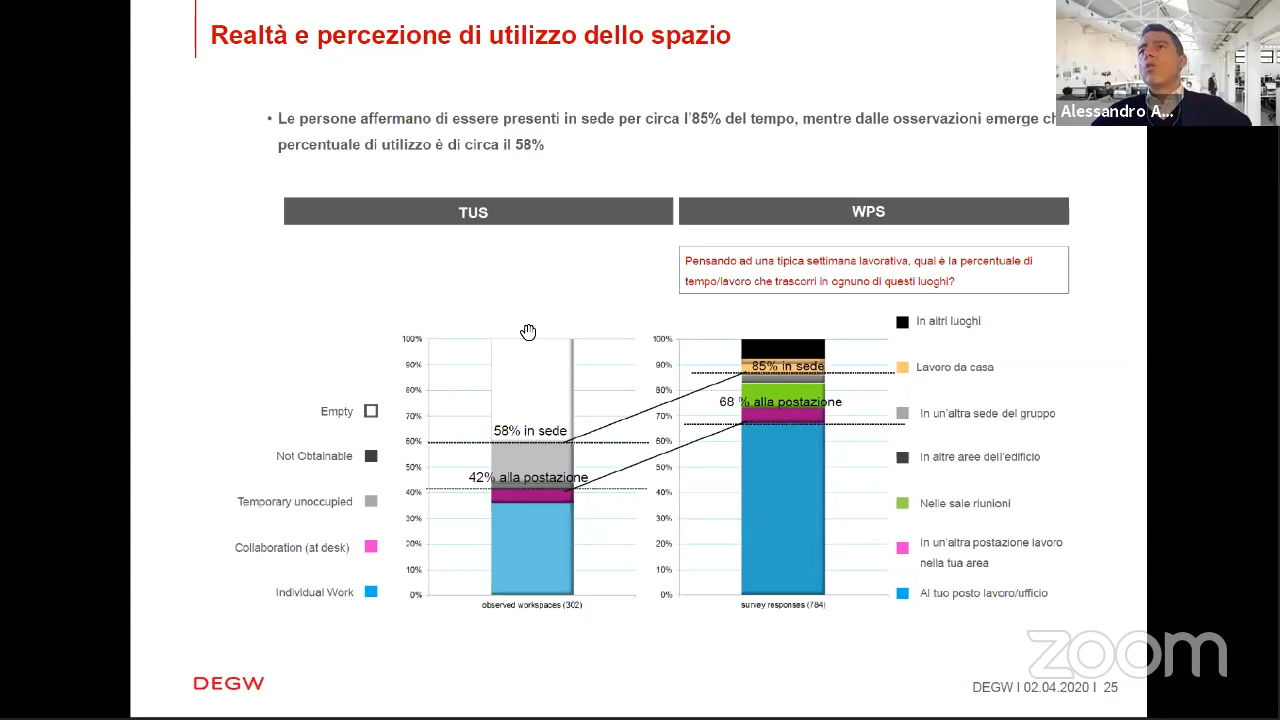 Realtà e percezione di utilizzo dello spazio
Alessandro A...
• Le persone affermano di essere presenti in sede per circa l'85% del tempo, mentre dalle osservazioni emerge
percentuale di utilizzo è di circa il 58%
TUS
WPS
Pensando ad una tipica settimana lavorativa, qual è la percentuale di
tempo/lavoro che trascorri in ognuno di questi luoghi?
Empty
Not Obtainable
Temporary unoccupied
Collaboration (at desk)
Individual Work
100%
90%
80%
70%
60%
50%
40%
30%
20%
10%
0%
58% in sede
42% alla postazione
observed workspaces (302)
100%
90%
80%
70%
60%
50%
40%
30%
20%
10%
0%
85% in sede
68 % alla postazione
survey responses (784)
In altri luoghi
Lavoro da casa
In un'altra sede del gruppo
In altre aree dell'edificio
Nelle sale riunioni
In un'altra postazione lavoro
nella tua area
Al tuo posto lavoro/ufficio
zoom
DEGW
DEGW I 02.04.2020 I 25